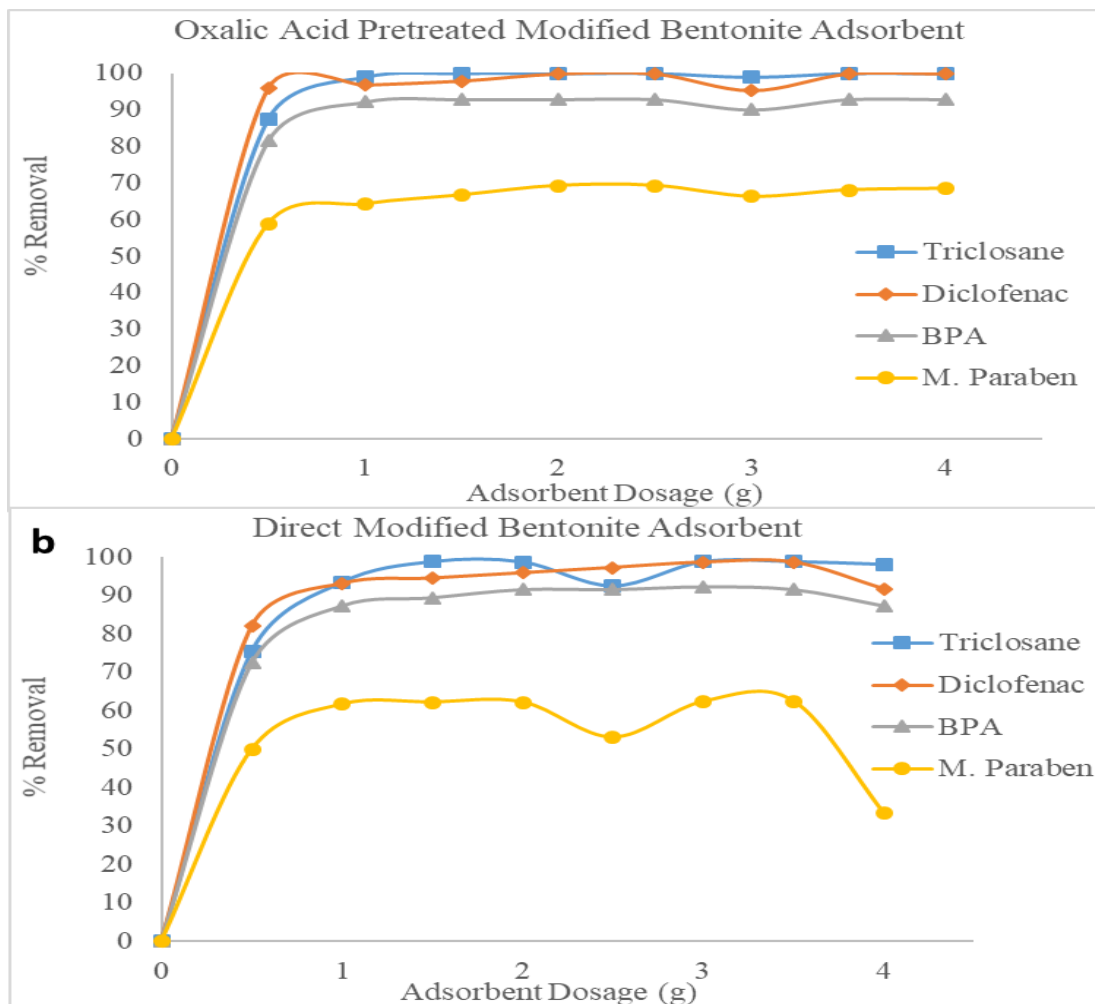 Oxalic Acid Pretreated Modified Bentonite Adsorbent
100
90
80
70
60
50
40
30
20
10
0
% Removal
Triclosane
Diclofenac
BPA
M. Paraben
0 1 2 3 4
Adsorbent Dosage (g)
b
Direct Modified Bentonite Adsorbent
100
90
80
70
60
50
40
30
20
10
0
% Removal
Triclosane
Diclofenac
BPA
M. Paraben
0 1 2 3 4
Adsorbent Dosage (g)